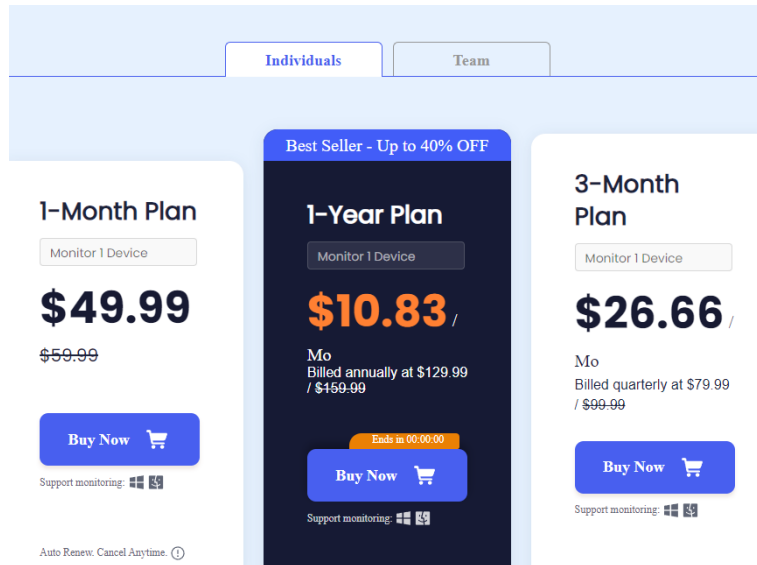 Individuals
Team
1-Month Plan
Monitor 1 Device
$49.99
$59.99
Buy Now
Support monitoring:
Auto Renew. Cancel Anytime.
Best Seller - Up to 40% OFF
1-Year Plan
Monitor 1 Device
$10.83 /
Mo
Billed annually at $129.99
/ $159.99
Ends in 00:00:00
Buy Now
Support monitoring:
3-Month
Plan
Monitor 1 Device
$26.66 /
Mo
Billed quarterly at $79.99
/ $99.99
Buy Now
Support monitoring: